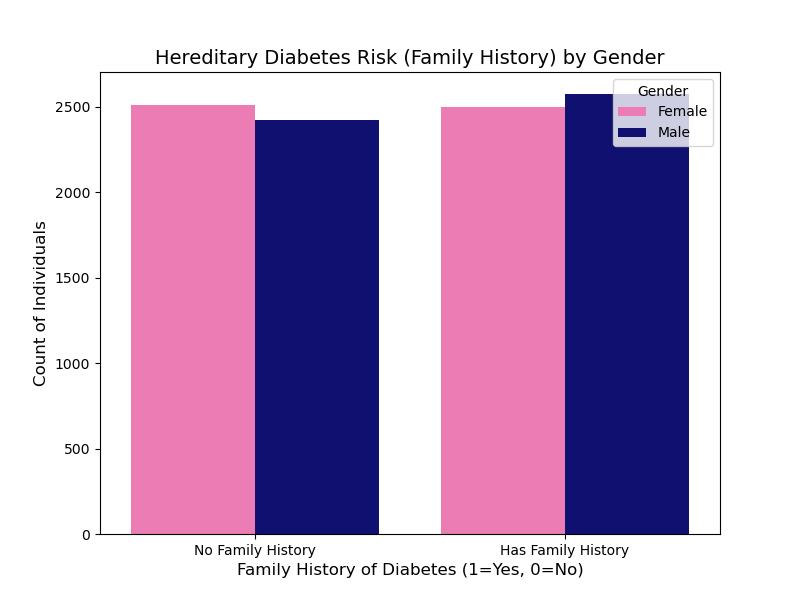 Hereditary Diabetes Risk (Family History) by Gender
Gender
Female
Male
Count of Individuals
2500
2000
1500
1000
500
0
No Family History
Has Family History
Family History of Diabetes (1=Yes, 0=No)